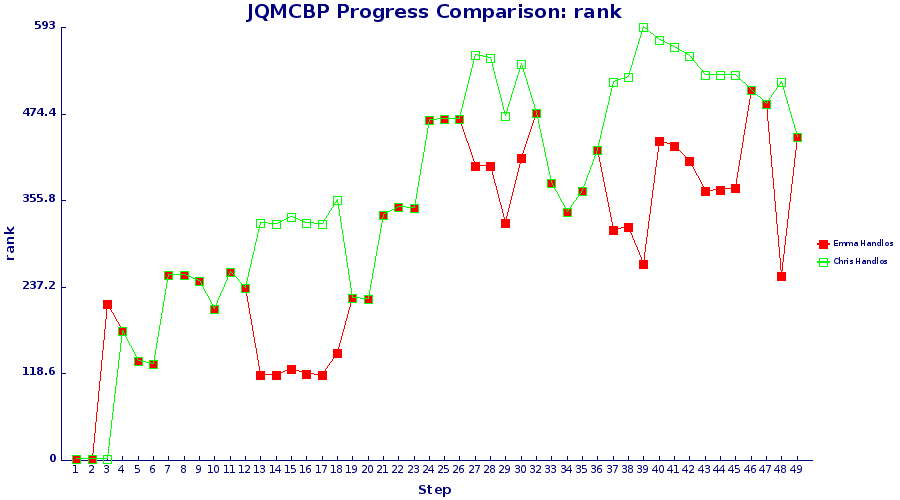 JQMCBP Progress Comparison: rank
593
474.4
355.8
237.2
118.6
0
rank
1 2 3 4 5 6 7 8 9 10 11 12 13 14 15 16 17 18 19 20 21 22 23 24 25 26 27 28 29 30 31 32 33 34 35 36 37 38 39 40 41 42 43 44 45 46 47 48 49
Step
Emma Handlos
Chris Handlos